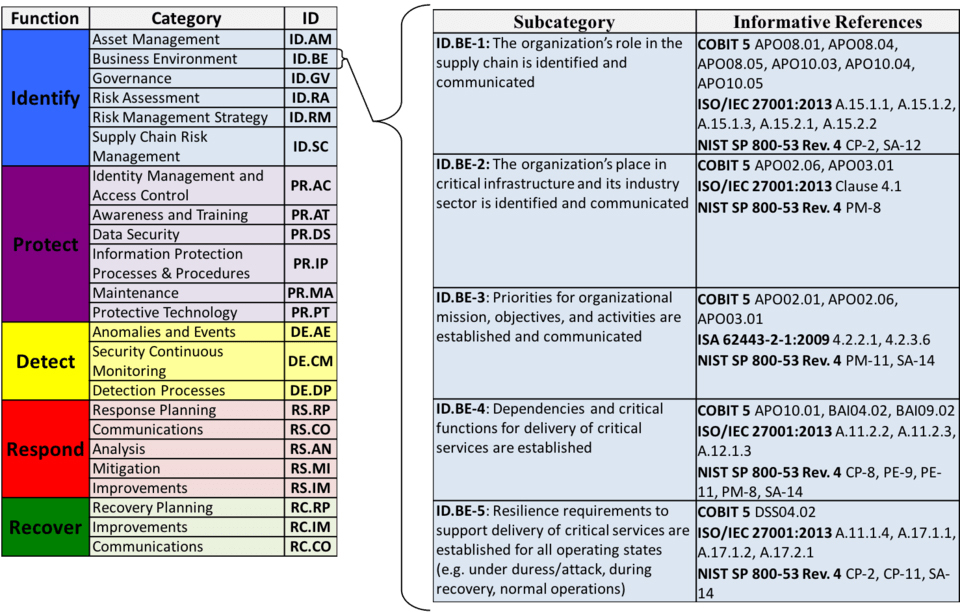 Function Category ID
Identify
Asset Management ID.AM
Business Environment ID.BE
Governance ID.GV
Risk Assessment ID.RA
Risk Management Strategy ID.RM
Supply Chain Risk
Management ID.SC
Protect
Identity Management and
Access Control PR.AC
Awareness and Training PR.AT
Data Security PR.DS
Information Protection
Processes & Procedures PR.IP
Maintenance PR.MA
Protective Technology PR.PT
Detect
Anomalies and Events DE.AE
Security Continuous
Monitoring DE.CM
Detection Processes DE.DP
Respond
Response Planning RS.RP
Communications RS.CO
Analysis RS.AN
Mitigation RS.MI
Improvements RS.IM
Recover
Recovery Planning RC.RP
Improvements RC.IM
Communications RC.CO
Subcategory Informative References
ID.BE-1: The organization's role in the
supply chain is identified and
communicated
COBIT 5 APO08.01, APO08.04,
APO08.05, APO10.03, APO10.04,
APO10.05
ISO/IEC 27001:2013 A.15.1.1, A.15.1.2,
A.15.1.3, A.15.2.1, A.15.2.2
NIST SP 800-53 Rev. 4 CP-2, SA-12
ID.BE-2: The organization's place in
critical infrastructure and its industry
sector is identified and communicated
COBIT 5 APO02.06, APO03.01
ISO/IEC 27001:2013 Clause 4.1
NIST SP 800-53 Rev. 4 PM-8
ID.BE-3: Priorities for organizational
mission, objectives, and activities are
established and communicated
COBIT 5 APO02.01, APO02.06,
APO03.01
ISA 62443-2-1:2009 4.2.2.1, 4.2.3.6
NIST SP 800-53 Rev. 4 PM-11, SA-14
ID.BE-4: Dependencies and critical
functions for delivery of critical
services are established
COBIT 5 APO10.01, BAI04.02, BAI09.02
ISO/IEC 27001:2013 A.11.2.2, A.11.2.3,
A.12.1.3
NIST SP 800-53 Rev. 4 CP-8, PE-9, PE-
11, PM-8, SA-14
ID.BE-5: Resilience requirements to
support delivery of critical services are
established for all operating states
(e.g. under duress/attack, during
recovery, normal operations)
COBIT 5 DSS04.02
ISO/IEC 27001:2013 A.11.1.4, A.17.1.1,
A.17.1.2, A.17.2.1
NIST SP 800-53 Rev. 4 CP-2, CP-11, SA-
14